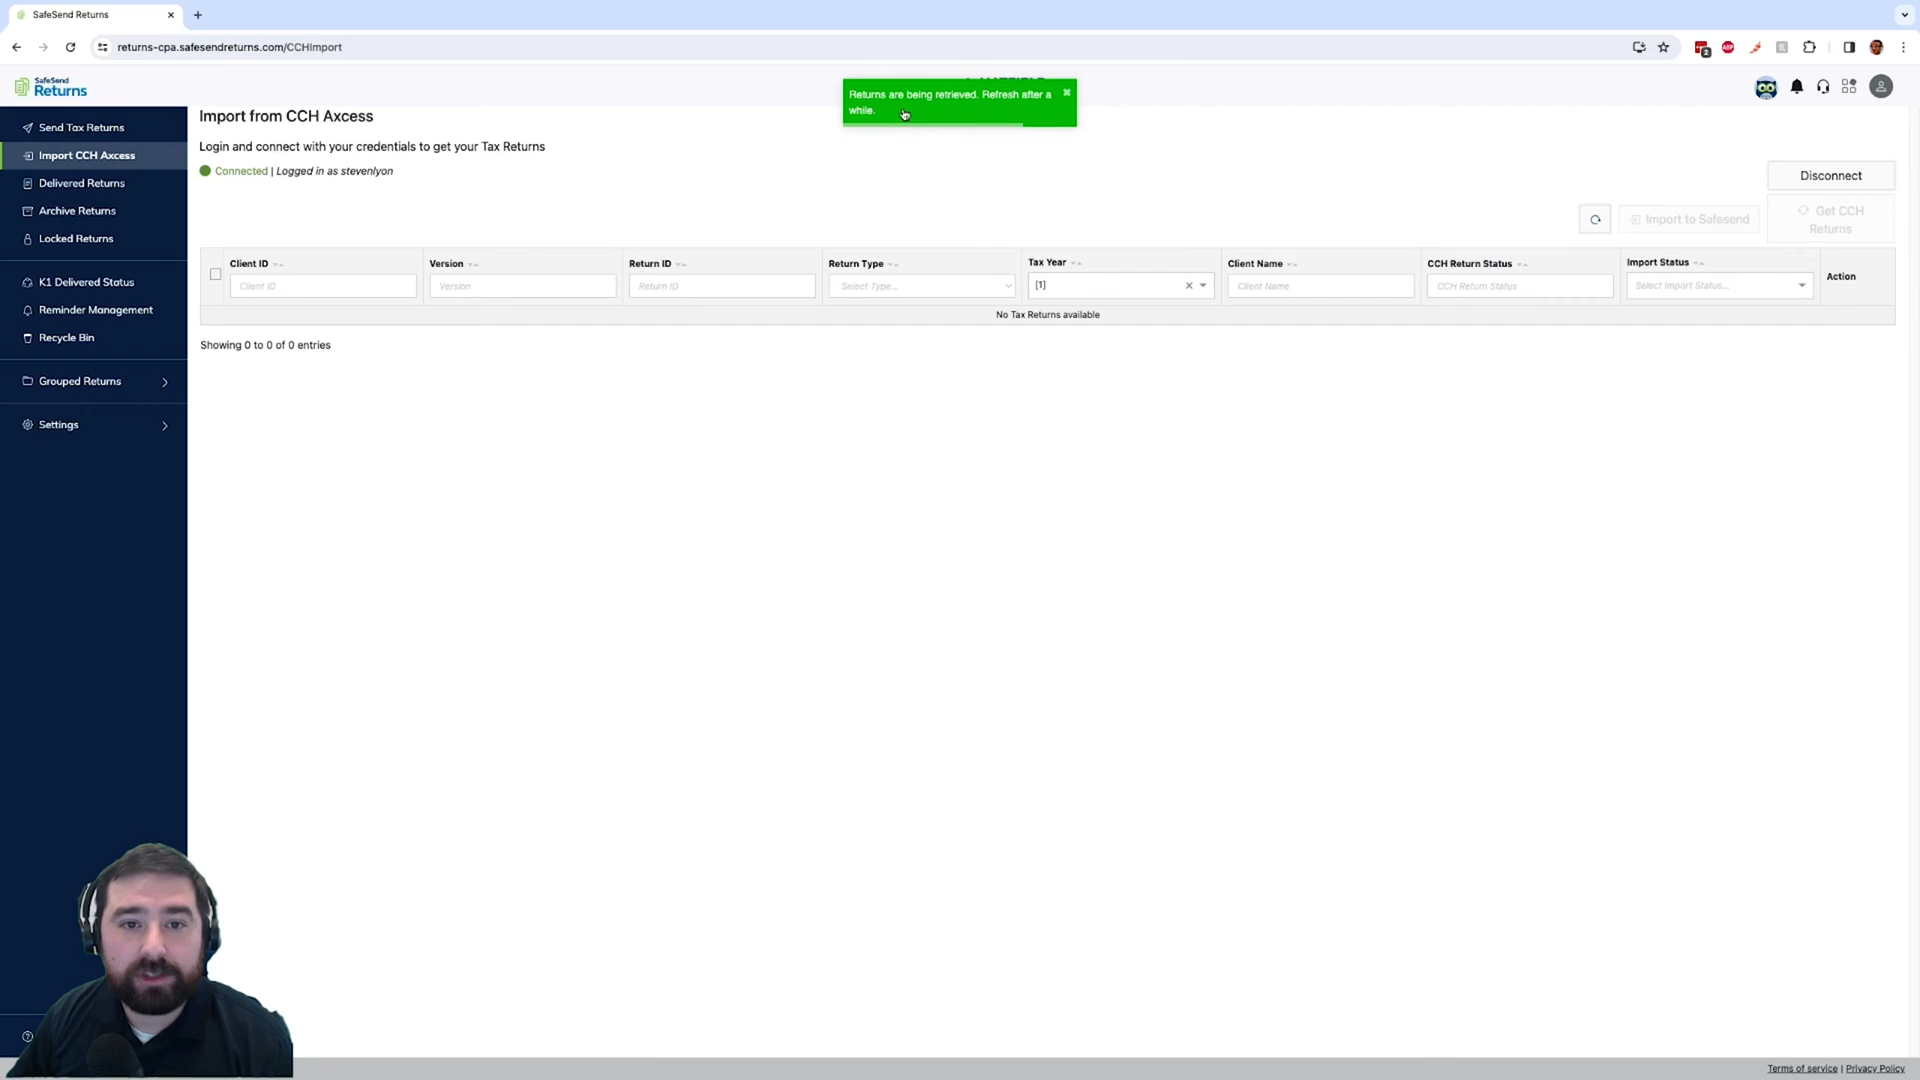 SafeSend Returns
returns-cpa.safesendreturns.com/CCHImport
2
SafeSend
Returns
Returns are being retrieved. Refresh after a
while.
Send Tax Returns
Import CCH Axcess
Delivered Returns
Archive Returns
Locked Returns
K1 Delivered Status
Reminder Management
Recycle Bin
Grouped Returns
Settings
Import from CCH Axcess
Login and connect with your credentials to get your Tax Returns
Connected | Logged in as stevenlyon
Disconnect
Import to Safesend
Get CCH
Returns
Client ID
Version
Return ID
Return Type
Tax Year
Client Name
CCH Return Status
Import Status
Action
Client ID
Version
Return ID
Select Type...
[1]
Client Name
CCH Return Status
Select Import Status...
No Tax Returns available
Showing 0 to 0 of 0 entries
Terms of service | Privacy Policy